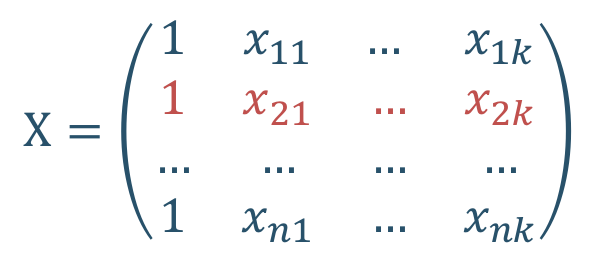 1 x₁₁ ... x₁ₖ
1 x₂₁ ... x₂ₖ
X =
... ... ... ...
1 xₙ₁ ... xₙₖ